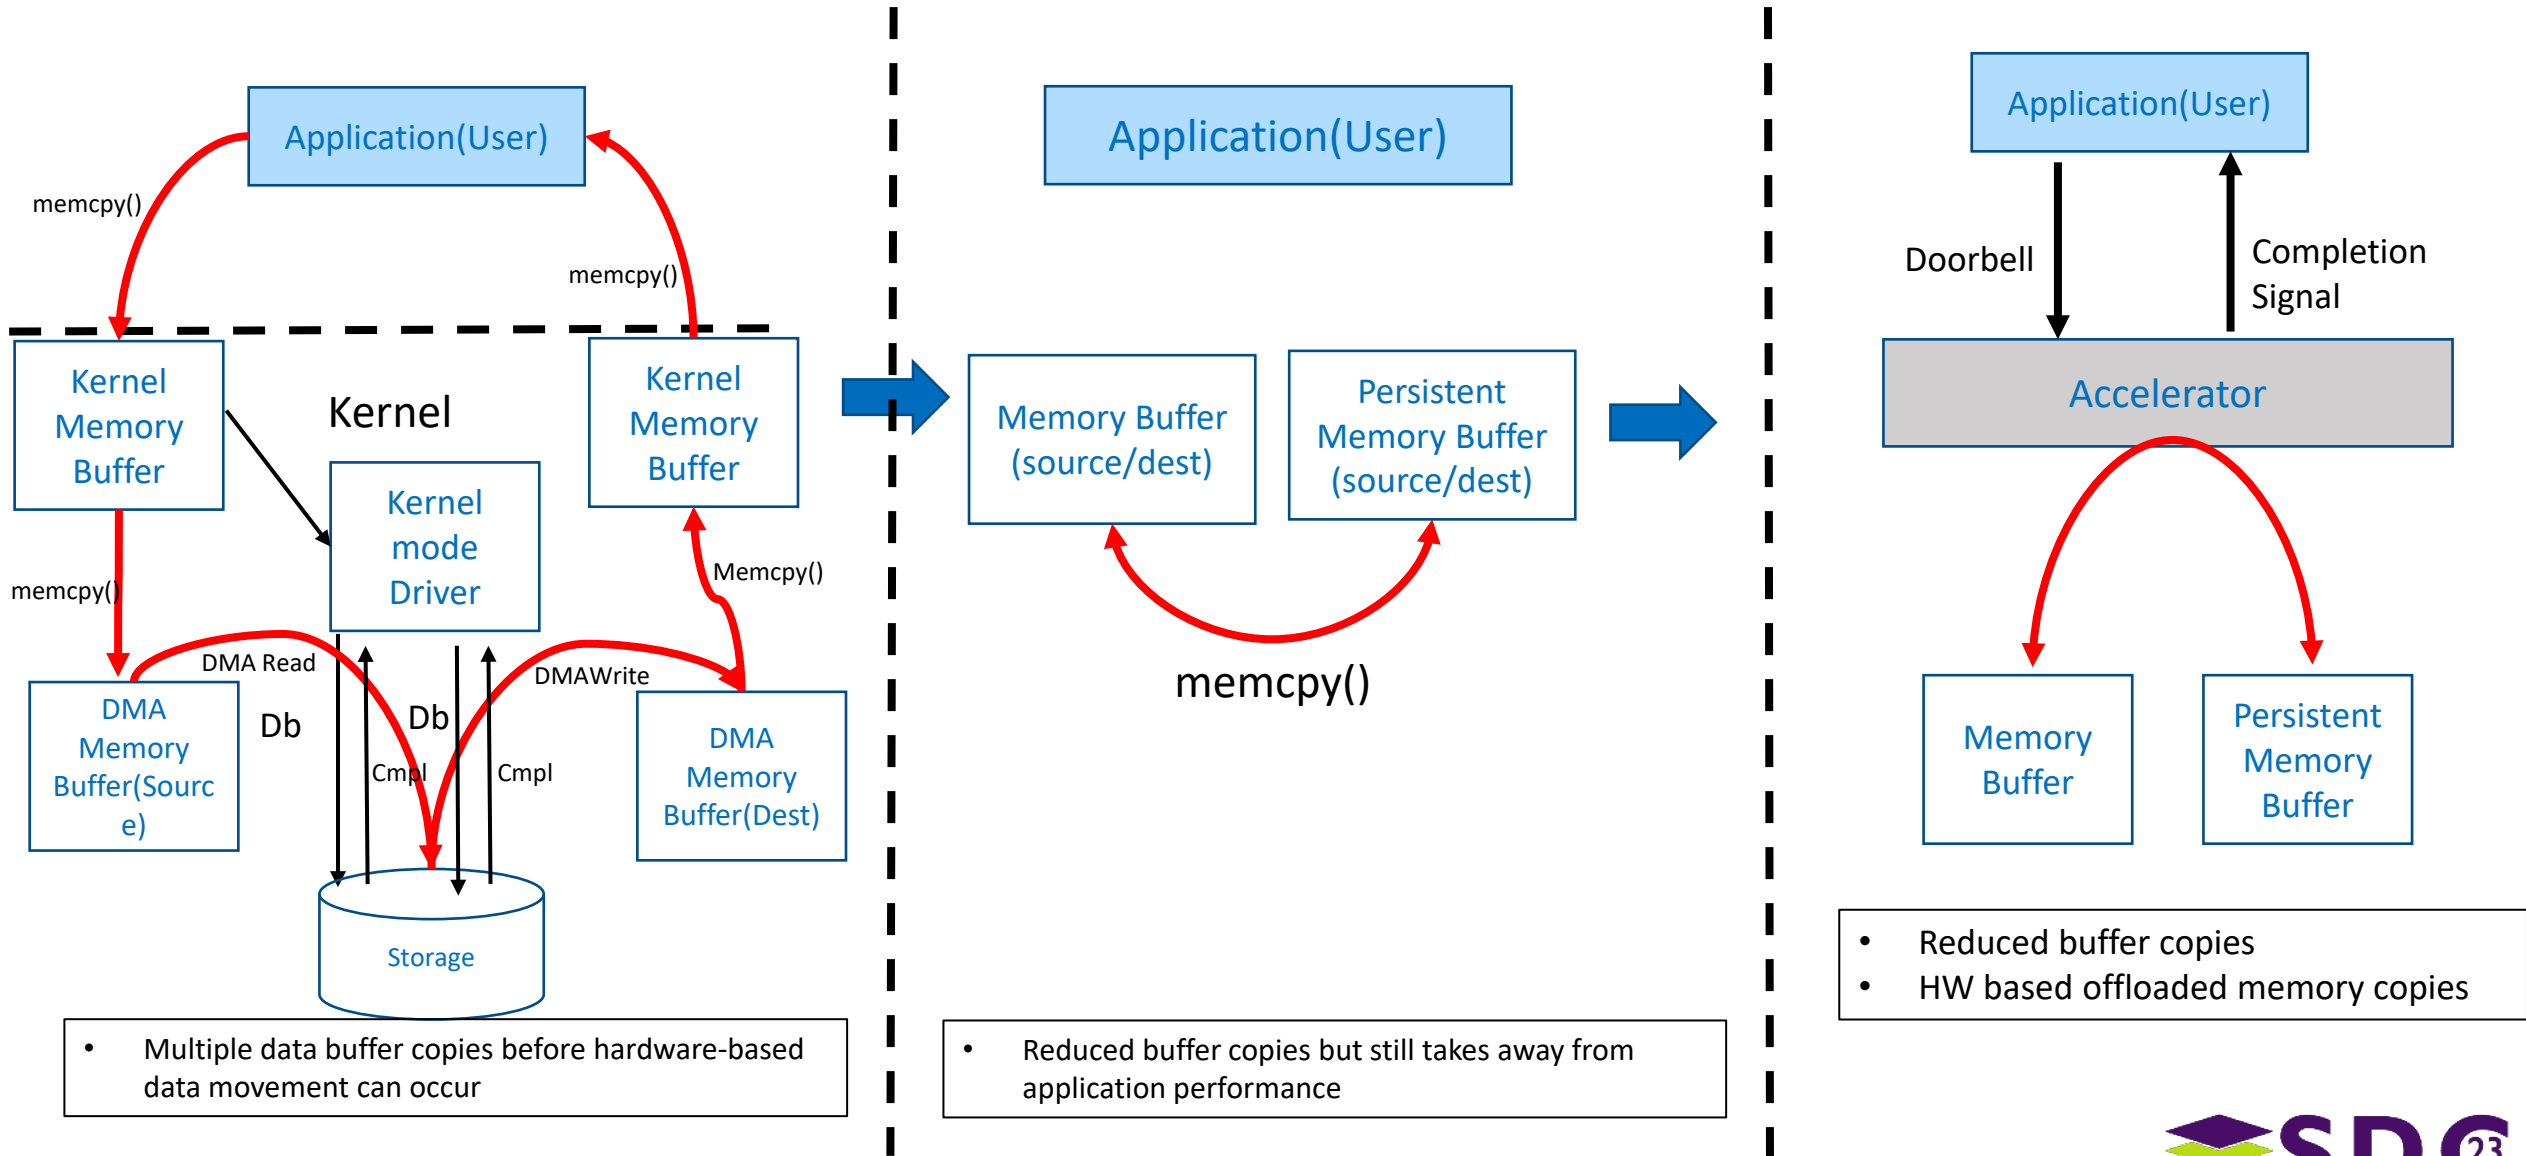 Application(User)
memcpy()
memcpy()
Kernel
Memory
Buffer
Kernel
Kernel
Memory
Buffer
Kernel
mode
Driver
memcpy()
Memcpy()
DMA Read
DMAWrite
DMA
Memory
Buffer(Sourc
e)
Db
Db
Cmpl
Cmpl
DMA
Memory
Buffer(Dest)
Storage
• Multiple data buffer copies before hardware-based
data movement can occur
Application(User)
Memory Buffer
(source/dest)
Persistent
Memory Buffer
(source/dest)
memcpy()
• Reduced buffer copies but still takes away from
application performance
Application(User)
Doorbell
Completion
Signal
Accelerator
Memory
Buffer
Persistent
Memory
Buffer
• Reduced buffer copies
• HW based offloaded memory copies
SDC
23